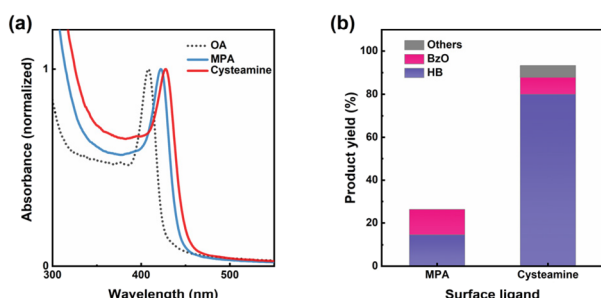 (a)
OA
MPA
Cysteamine
Absorbance (normalized)
1
0
300
400
500
Wavelength (nm)
(b)
Others
BzO
HB
Product yield (%)
100
80
60
40
20
0
MPA
Cysteamine
Surface ligand